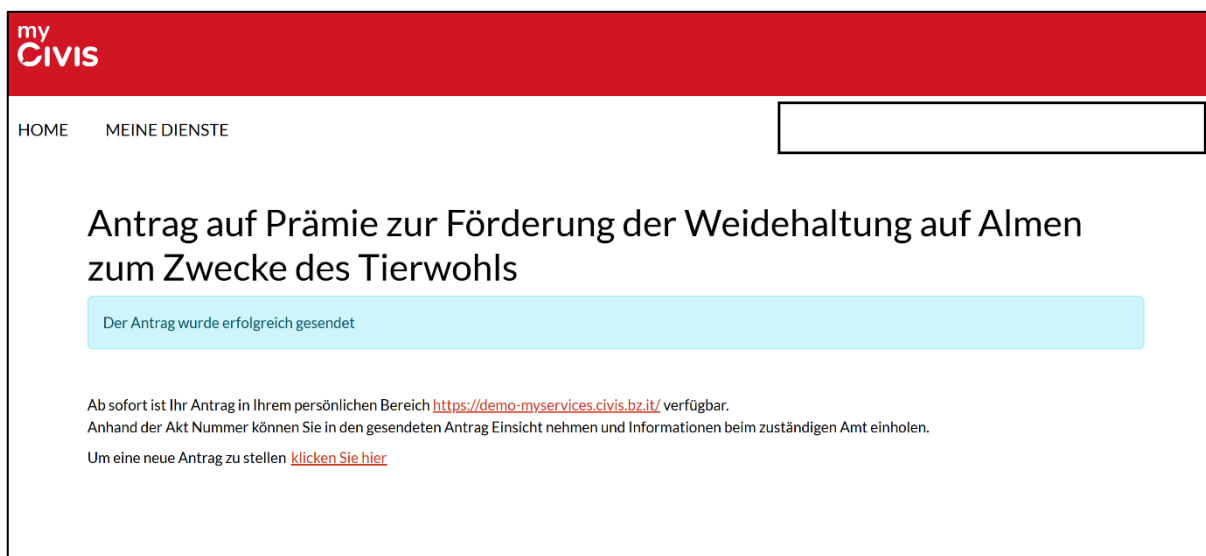 my
CIVIS
HOME MEINE DIENSTE
Antrag auf Prämie zur Förderung der Weidehaltung auf Almen
zum Zwecke des Tierwohls
Der Antrag wurde erfolgreich gesendet
Ab sofort ist Ihr Antrag in Ihrem persönlichen Bereich https://demo-myservices.civis.bz.it/ verfügbar.
Anhand der Akt Nummer können Sie in den gesendeten Antrag Einsicht nehmen und Informationen beim zuständigen Amt einholen.
Um eine neue Antrag zu stellen klicken Sie hier